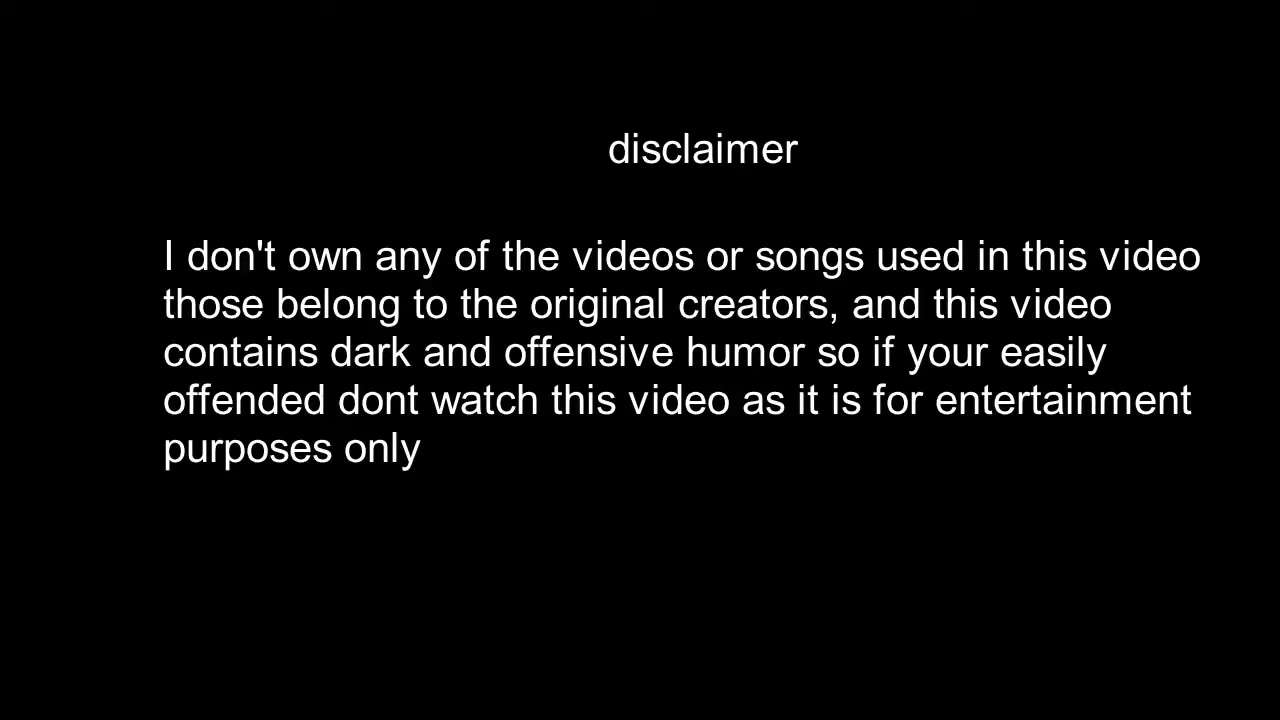 disclaimer
I don't own any of the videos or songs used in this video
those belong to the original creators, and this video
contains dark and offensive humor so if your easily
offended dont watch this video as it is for entertainment
purposes only